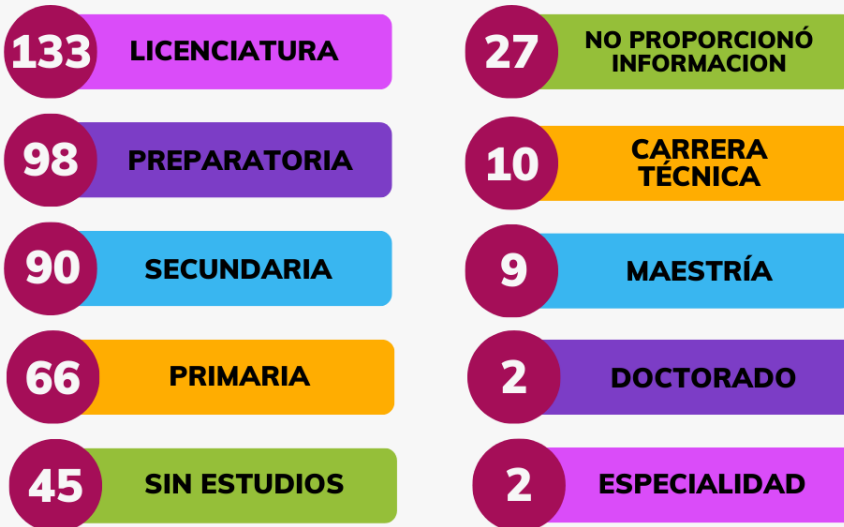 133 LICENCIATURA
98 PREPARATORIA
90 SECUNDARIA
66 PRIMARIA
45 SIN ESTUDIOS
27 NO PROPORCIONÓ
INFORMACION
10 CARRERA
TÉCNICA
9 MAESTRÍA
2 DOCTORADO
2 ESPECIALIDAD